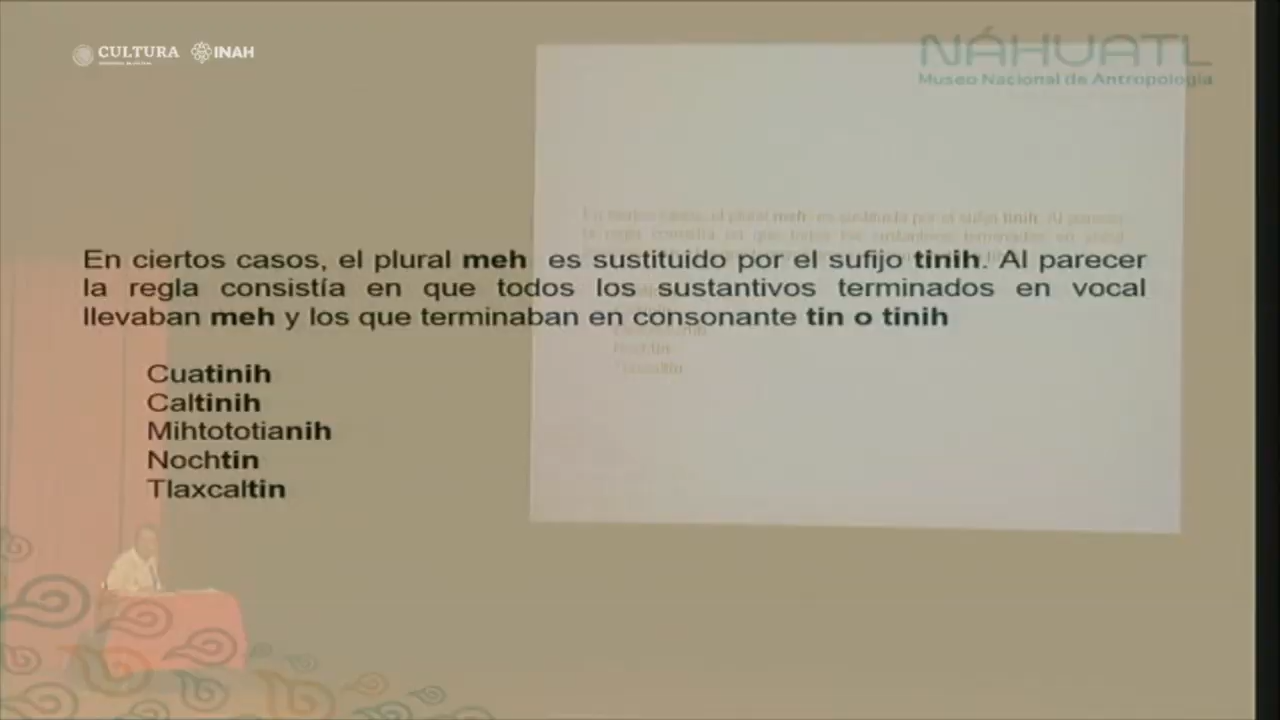 CULTURA INAH
NÁHUATL
Museo Nacional de Antropología
En ciertos casos, el plural meh es sustituido por el sufijo tinih. Al parecer
la regla consistía en que todos los sustantivos terminados en vocal
llevaban meh y los que terminaban en consonante tin o tinih
Cuatinih
Caltinih
Mihtototianih
Nochtin
Tlaxcaltin